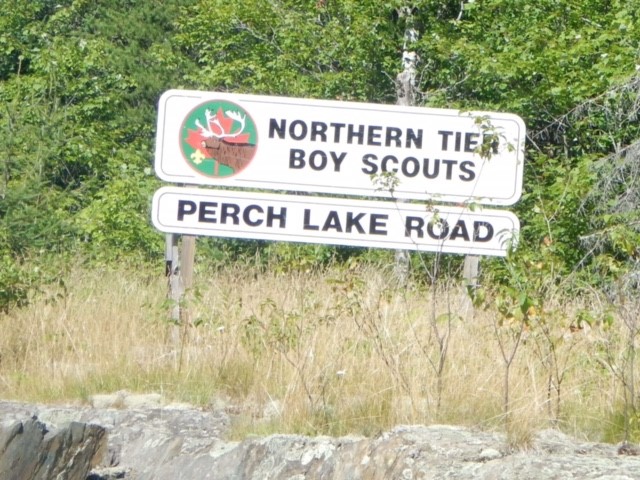 NORTHERN TIER
BOY SCOUTS
PERCH LAKE ROAD